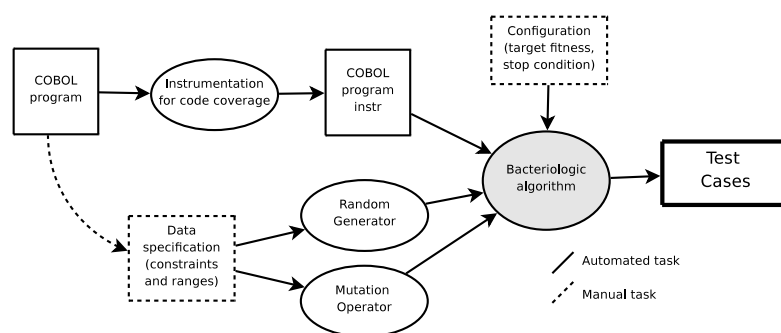 COBOL
program
Instrumentation
for code coverage
COBOL
program
instr
Configuration
(target fitness,
stop condition)
Bacteriologic
algorithm
Test
Cases
Data
specification
(constraints
and ranges)
Random
Generator
Mutation
Operator
Automated task
Manual task